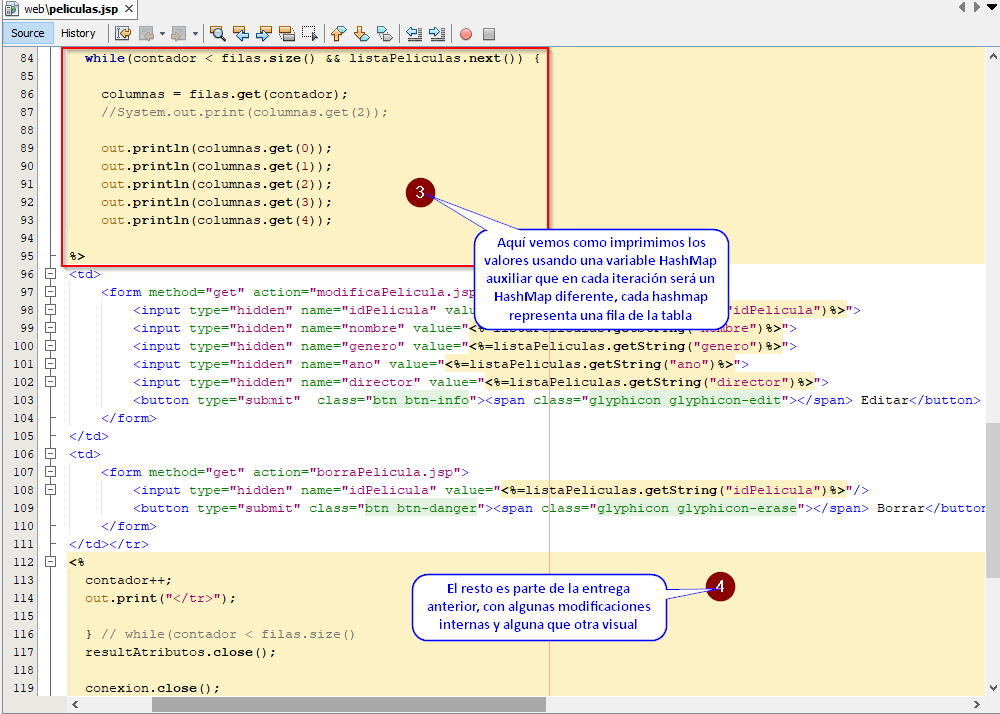 web\peliculas.jsp
Source History
84 while(contador < filas.size() && listaPeliculas.next()) {
85
86 columnas = filas.get(contador);
87 //System.out.print(columnas.get(2));
88
89 out.println(columnas.get(0));
90 out.println(columnas.get(1));
91 out.println(columnas.get(2));
92 out.println(columnas.get(3));
93 out.println(columnas.get(4));
94
95 %>
3
Aquí vemos como imprimimos los
valores usando una variable HashMap
auxiliar que en cada iteración será un
HashMap diferente, cada hashmap
representa una fila de la tabla
96 <td>
97 <form method="get" action="modificaPelicula.jsp
98 <input type="hidden" name="idPelicula" valu "idPelicula")%>">
99 <input type="hidden" name="nombre" value="<%=listaPeliculas.getString("nombre")%>">
100 <input type="hidden" name="genero" value="<%=listaPeliculas.getString("genero")%>">
101 <input type="hidden" name="ano" value="<%=listaPeliculas.getString("ano")%>">
102 <input type="hidden" name="director" value="<%=listaPeliculas.getString("director")%>">
103 <button type="submit"  class="btn btn-info"><span class="glyphicon glyphicon-edit"></span> Editar</button>
104 </form>
105 </td>
106 <td>
107 <form method="get" action="borraPelicula.jsp">
108 <input type="hidden" name="idPelicula" value="<%=listaPeliculas.getString("idPelicula")%>"/>
109 <button type="submit" class="btn btn-danger"><span class="glyphicon glyphicon-erase"></span> Borrar</button
110 </form>
111 </td></tr>
112 <%
113 contador++;
114 out.print("</tr>");
115
116 } // while(contador < filas.size()
117 resultAtributos.close();
118
119 conexion.close();
4
El resto es parte de la entrega
anterior, con algunas modificaciones
internas y alguna que otra visual